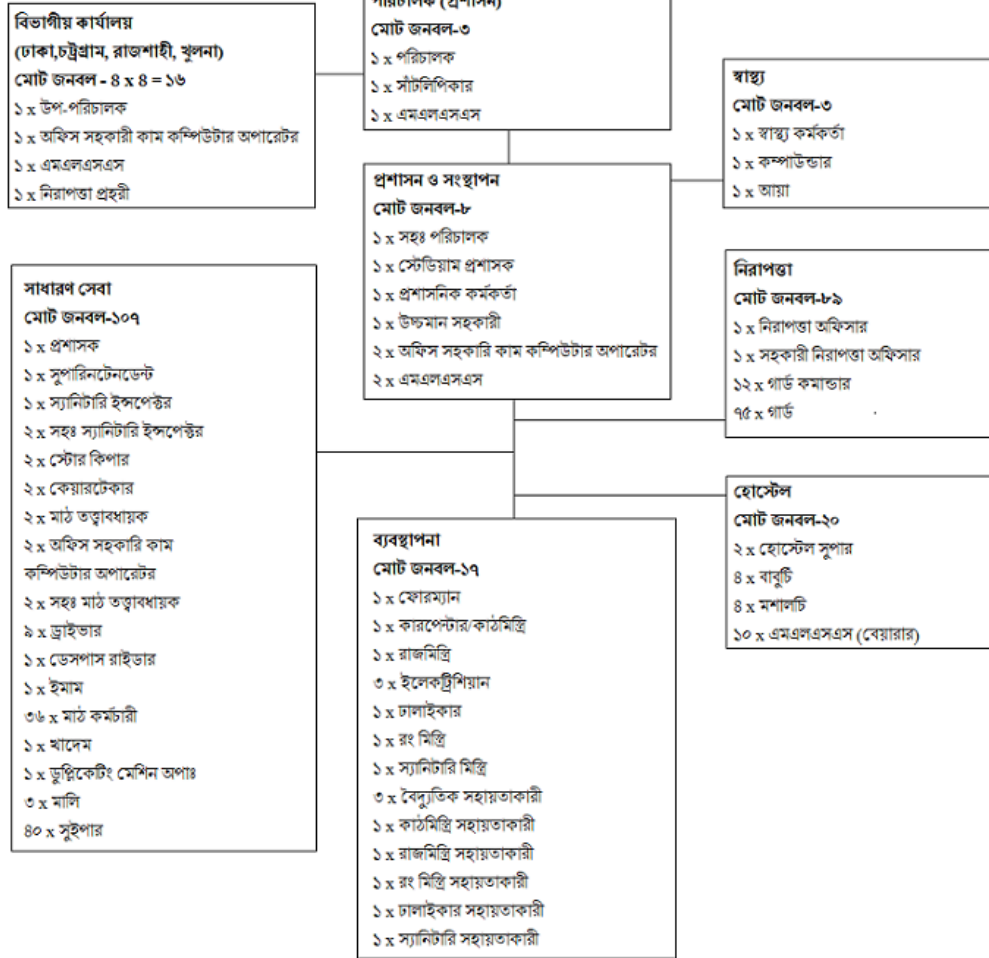 বিভাগীয় কার্যালয়
(ঢাকা,চট্রগ্রাম, রাজশাহী, খুলনা)
মোট জনবল - ৪ x ৪ = ১৬
১ x উপ-পরিচালক
১ x অফিস সহকারী কাম কম্পিউটার অপারেটর
১ x এমএলএসএস
১ x নিরাপত্তা প্রহরী
পরিচালক (প্রশাসন)
মোট জনবল-৩
১ x পরিচালক
১ x সাঁটলিপিকার
১ x এমএলএসএস
স্বাস্থ্য
মোট জনবল-৩
১ x স্বাস্থ্য কর্মকর্তা
১ x কম্পাউন্ডার
১ x আয়া
প্রশাসন ও সংস্থাপন
মোট জনবল-৮
১ x সহঃ পরিচালক
১ x স্টেডিয়াম প্রশাসক
১ x প্রশাসনিক কর্মকর্তা
১ x উচ্চমান সহকারী
২ x অফিস সহকারি কাম কম্পিউটার অপারেটর
২ x এমএলএসএস
নিরাপত্তা
মোট জনবল-৮৯
১ x নিরাপত্তা অফিসার
১ x সহকারী নিরাপত্তা অফিসার
১২ x গার্ড কমান্ডার
৭৫ x গার্ড
সাধারণ সেবা
মোট জনবল-১০৭
১ x প্রশাসক
১ x সুপারিনটেনডেন্ট
১ x স্যানিটারি ইন্সপেক্টর
২ x সহঃ স্যানিটারি ইন্সপেক্টর
২ x স্টোর কিপার
২ x কেয়ারটেকার
২ x মাঠ তত্ত্বাবধায়ক
২ x অফিস সহকারি কাম
কম্পিউটার অপারেটর
২ x সহঃ মাঠ তত্ত্বাবধায়ক
৯ x ড্রাইভার
১ x ডেসপাস রাইডার
১ x ইমাম
৩৬ x মাঠ কর্মচারী
১ x খাদেম
১ x ডুপ্লিকেটিং মেশিন অপাঃ
৩ x মালি
৪০ x সুইপার
হোস্টেল
মোট জনবল-২০
২ x হোস্টেল সুপার
৪ x বাবুর্চি
৪ x মশালচি
১০ x এমএলএসএস (বেয়ারার)
ব্যবস্থাপনা
মোট জনবল-১৭
১ x ফোরম্যান
১ x কারপেন্টার/কাঠমিস্ত্রি
১ x রাজমিস্ত্রি
৩ x ইলেকট্রিশিয়ান
১ x ঢালাইকার
১ x রং মিস্ত্রি
১ x স্যানিটারি মিস্ত্রি
৩ x বৈদ্যুতিক সহায়তাকারী
১ x কাঠমিস্ত্রি সহায়তাকারী
১ x রাজমিস্ত্রি সহায়তাকারী
১ x রং মিস্ত্রি সহায়তাকারী
১ x ঢালাইকার সহায়তাকারী
১ x স্যানিটারি সহায়তাকারী